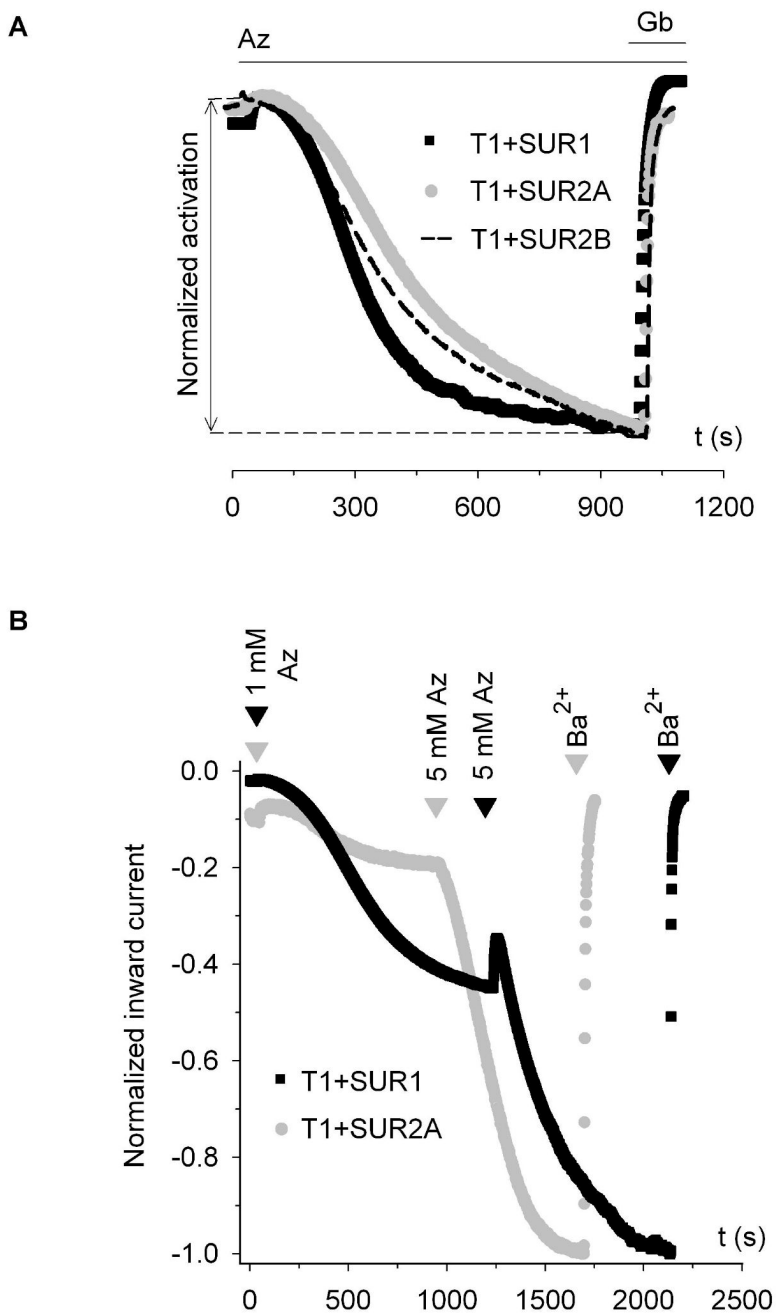 A
Az
Gb
Normalized activation
T1+SUR1
T1+SUR2A
T1+SUR2B
t (s)
0 300 600 900 1200
B
1 mM
Az
5 mM Az
5 mM Az
Ba2+
Ba2+
Normalized inward current
0.0
-0.2
-0.4
-0.6
-0.8
-1.0
T1+SUR1
T1+SUR2A
t (s)
0 500 1000 1500 2000 2500